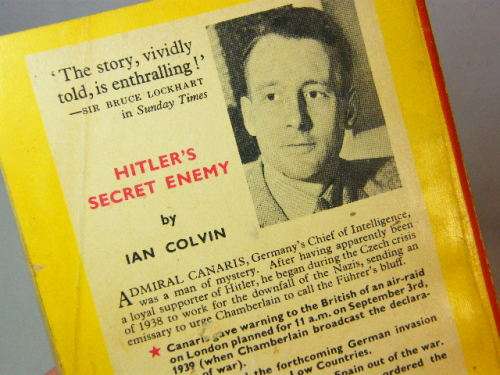 'The story, vividly
told, is enthralling!'
—SIR BRUCE LOCKHART
in Sunday Times
HITLER'S
SECRET ENEMY
by
IAN COLVIN
ADMIRAL CANARIS, Germany's Chief of Intelligence,
was a man of mystery. After having apparently been
a loyal supporter of Hitler, he began during the Czech crisis
of 1938 to work for the downfall of the Nazis, sending an
emissary to urge Chamberlain to call the Führer's bluff.
★ Canaris gave warning to the British of an air-raid
on London planned for 11 a.m. on September 3rd,
1939 (when Chamberlain broadcast the declara-
of war).
the forthcoming German invasion
Low Countries.
Spain out of the war.
ordered the